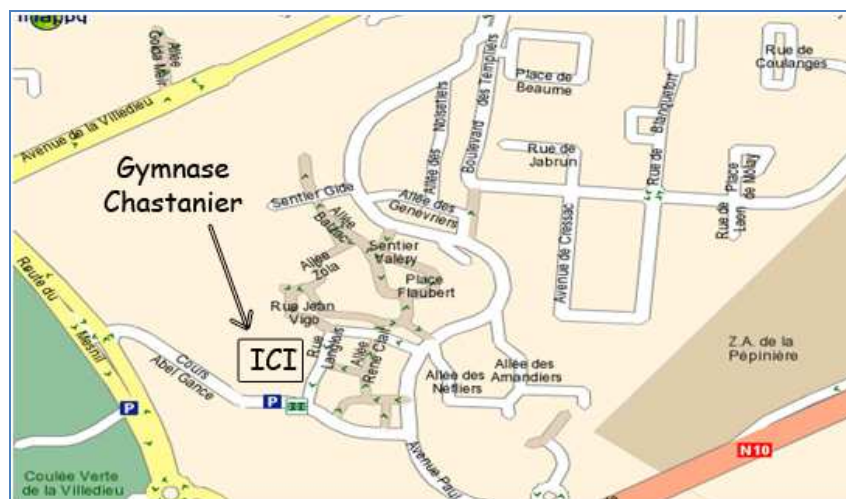 mappy
Allée
Golda Meir
Avenue de la Villedieu
Gymnase
Chastanier
Sentier Gide
Allée des
Noisetiers
Boulevard des Templiers
Place de
Beaume
Rue de
Coulanges
Rue de Blanquefort
Rue de
Jabrun
Allée des
Genevriers
Allée
Balzac
Sentier
Valéry
Allée
Zola
Place
Flaubert
Avenue de Cressac
Rue de Place
de Molay
Route du
Mesnil
Rue Jean
Vigo
ICI
Rue
Langlois
Allée
René Clair
Cours
Abel Gance
P
P
Allée des
Néfliers
Allée des
Amandiers
Z.A. de la
Pépinière
N10
Avenue Paul
Coulée Verte
de la Villedieu